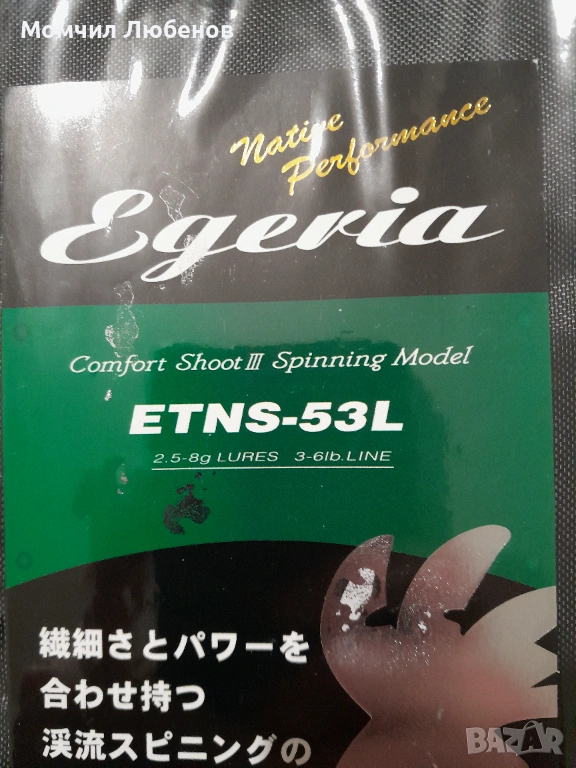 Момчил Любенов
Native
Performance
Egeria
Comfort Shoot III Spinning Model
ETNS-53L
2.5-8g LURES 3-6lb.LINE
繊細さとパワーを
合わせ持つ
渓流スピニングの
BAZAR